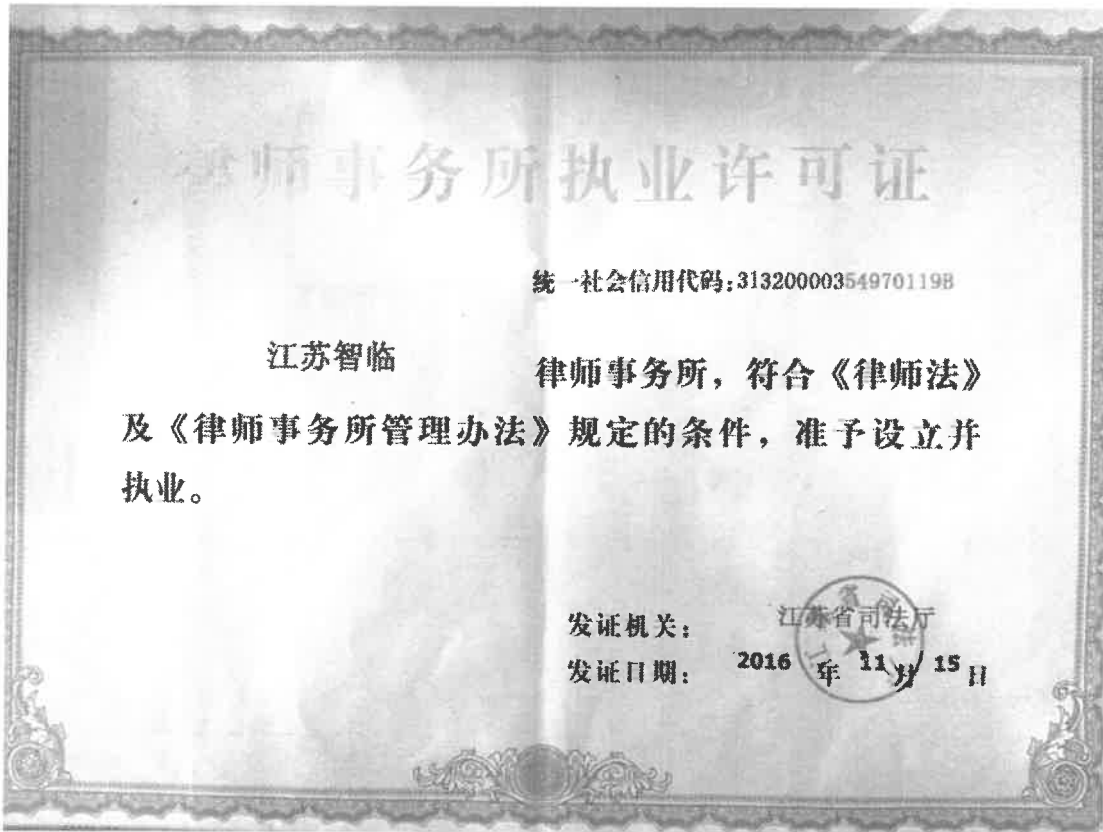 律师事务所执业许可证
统一社会信用代码:31320000354970119B
江苏智临 律师事务所，符合《律师法》
及《律师事务所管理办法》规定的条件，准予设立并
执业。
发证机关： 江苏省司法厅
发证日期： 2016 年 11 月 15 日